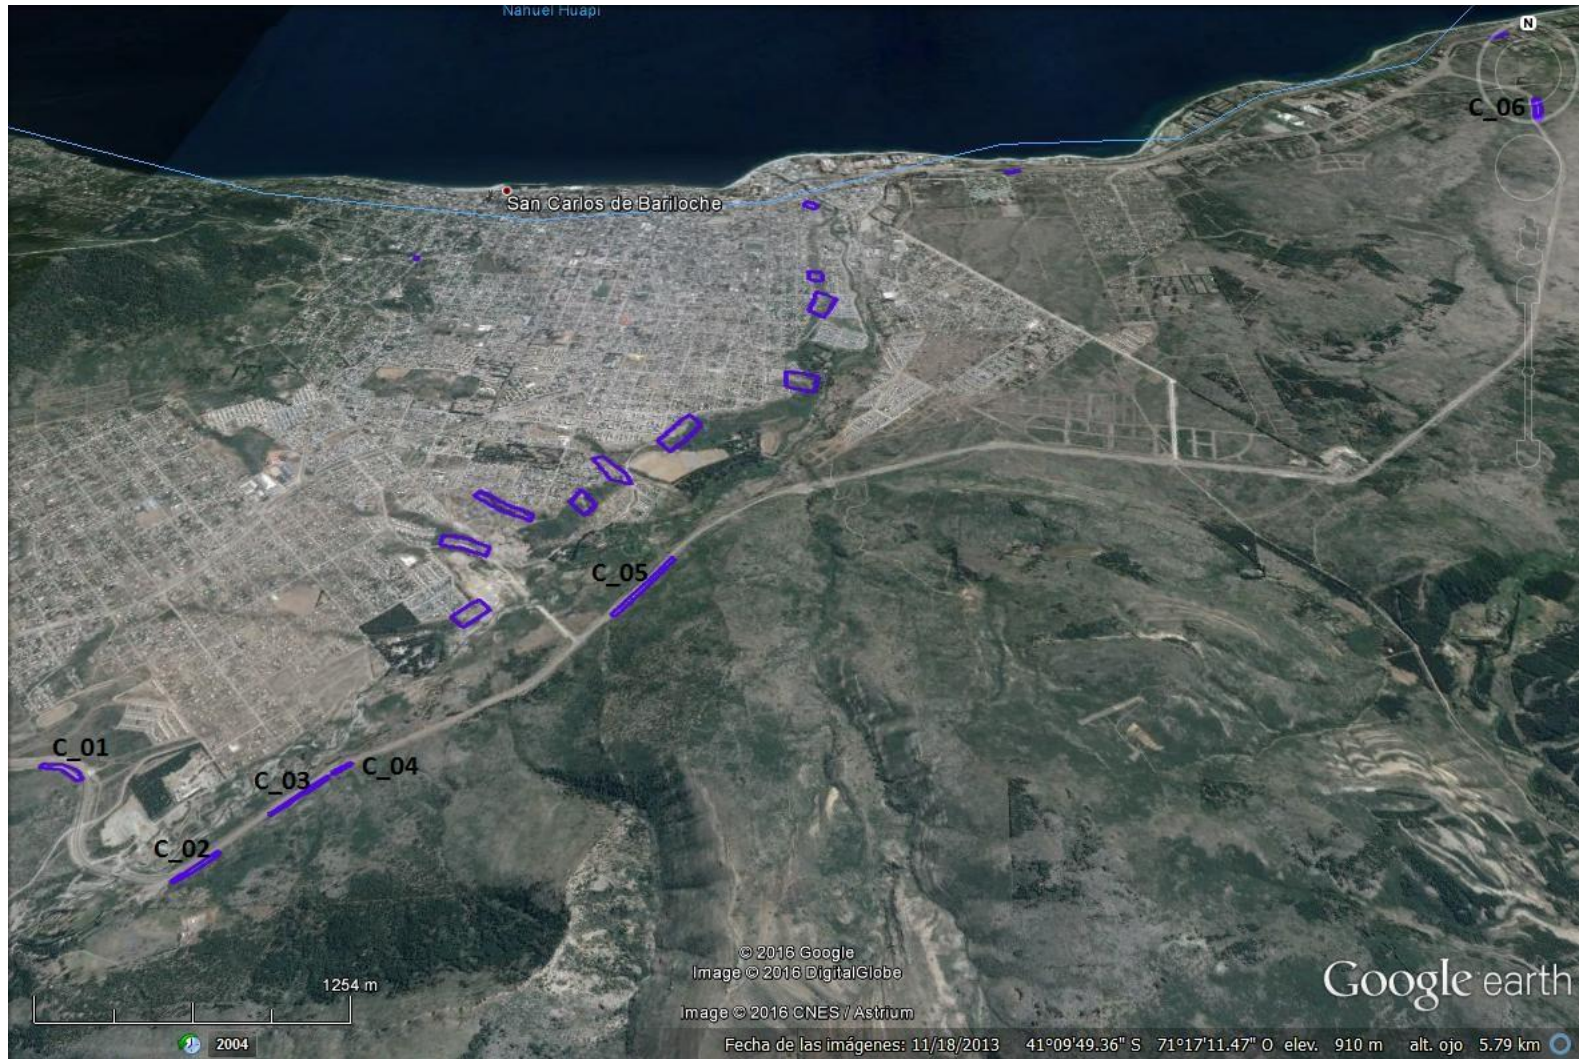 Nahuel Huapi
N
C_06
San Carlos de Bariloche
C_05
C_01
C_04
C_03
C_02
© 2016 Google
Image © 2016 DigitalGlobe
Image © 2016 CNES / Astrium
1254 m
Google earth
2004
Fecha de las imágenes: 11/18/2013 41°09'49.36" S 71°17'11.47" O elev. 910 m alt. ojo 5.79 km